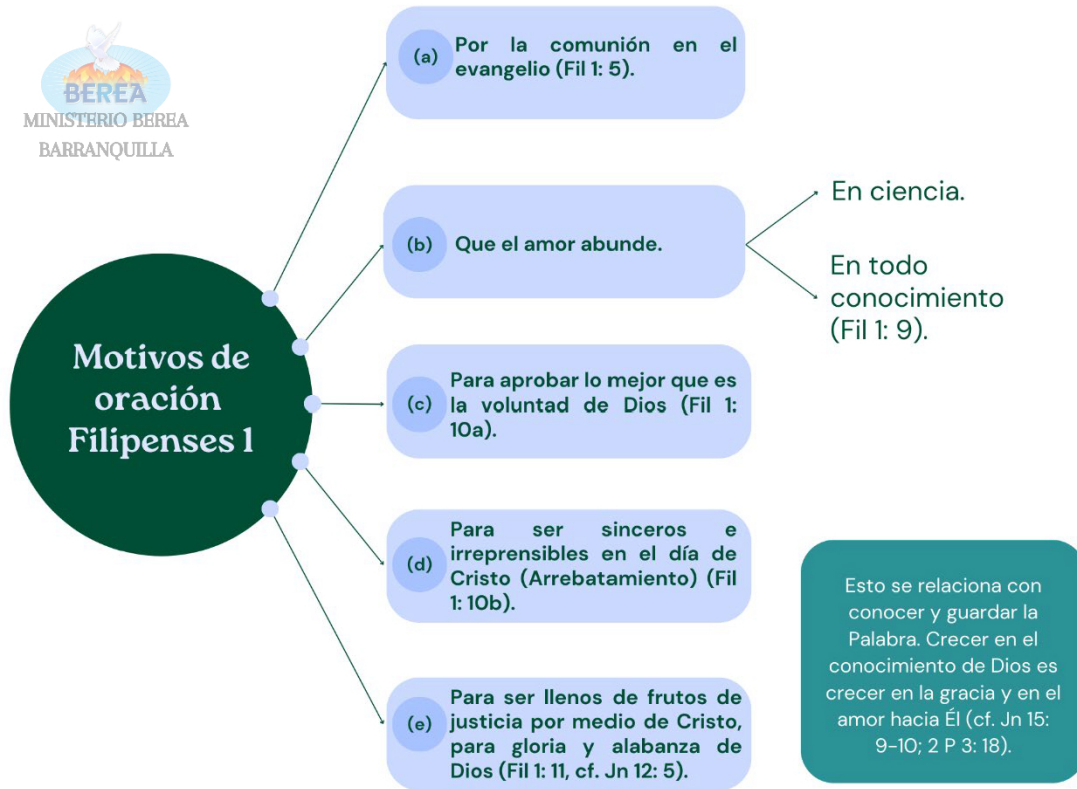 BEREA
MINISTERIO BEREA
BARRANQUILLA
Motivos de
oración
Filipenses 1
(a)
Por la comunión en el
evangelio (Fil 1: 5).
(b)
Que el amor abunde.
En ciencia.
En todo
conocimiento
(Fil 1: 9).
(c)
Para aprobar lo mejor que es
la voluntad de Dios (Fil 1:
10a).
(d)
Para ser sinceros e
irreprensibles en el día de
Cristo (Arrebatamiento) (Fil
1: 10b).
(e)
Para ser llenos de frutos de
justicia por medio de Cristo,
para gloria y alabanza de
Dios (Fil 1: 11, cf. Jn 12: 5).
Esto se relaciona con
conocer y guardar la
Palabra. Crecer en el
conocimiento de Dios es
crecer en la gracia y en el
amor hacia Él (cf. Jn 15:
9-10; 2 P 3: 18).